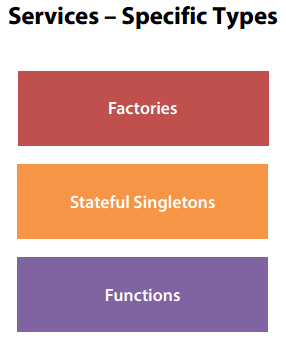 Services – Specific Types
Factories
Stateful Singletons
Functions